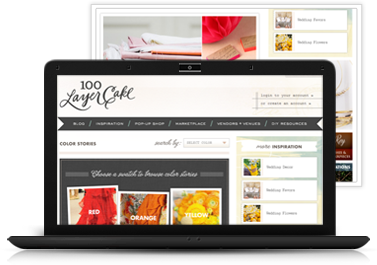 Wedding Favors
Wedding Flowers
100
Layer Cake
login to your account
or create an account
BLOG / INSPIRATION / POP-UP SHOP / MARKETPLACE / VENDORS & VENUES / DIY RESOURCES
COLOR STORIES
search by:
SELECT COLOR
more INSPIRATION
Choose a swatch to browse color stories
Wedding Decor
Wedding Favors
Wedding Flowers
RED
ORANGE
YELLOW